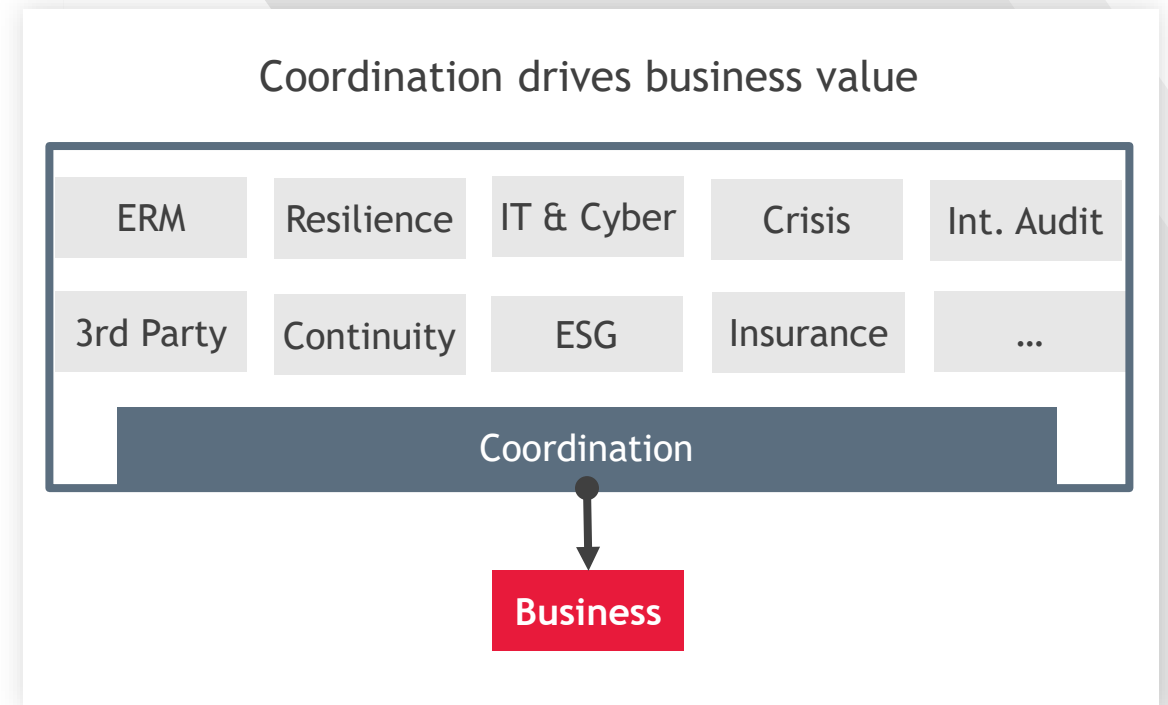 Coordination drives business value
ERM
Resilience
IT & Cyber
Crisis
Int. Audit
3rd Party
Continuity
ESG
Insurance
…
Coordination
Business